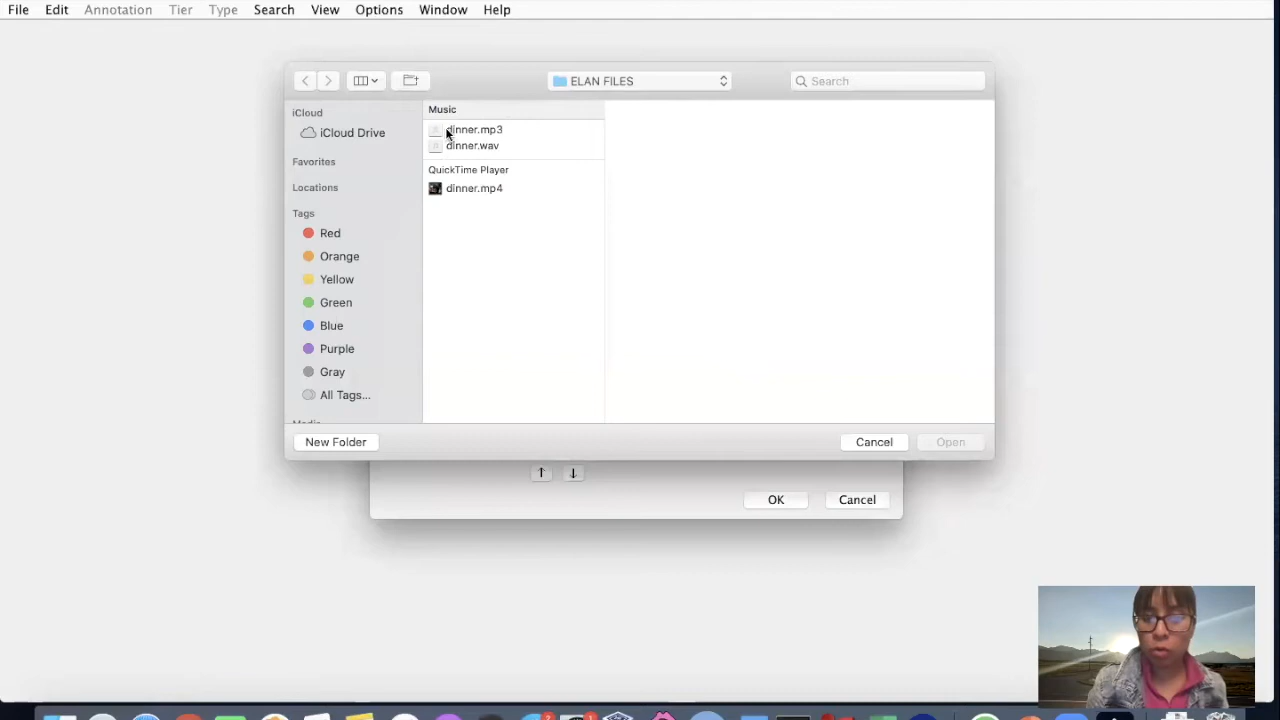 File Edit Annotation Tier Type Search View Options Window Help
ELAN FILES
Search
iCloud
iCloud Drive
Favorites
Locations
Tags
Red
Orange
Yellow
Green
Blue
Purple
Gray
All Tags...
Music
dinner.mp3
dinner.wav
QuickTime Player
dinner.mp4
New Folder
Cancel
Open
OK
Cancel